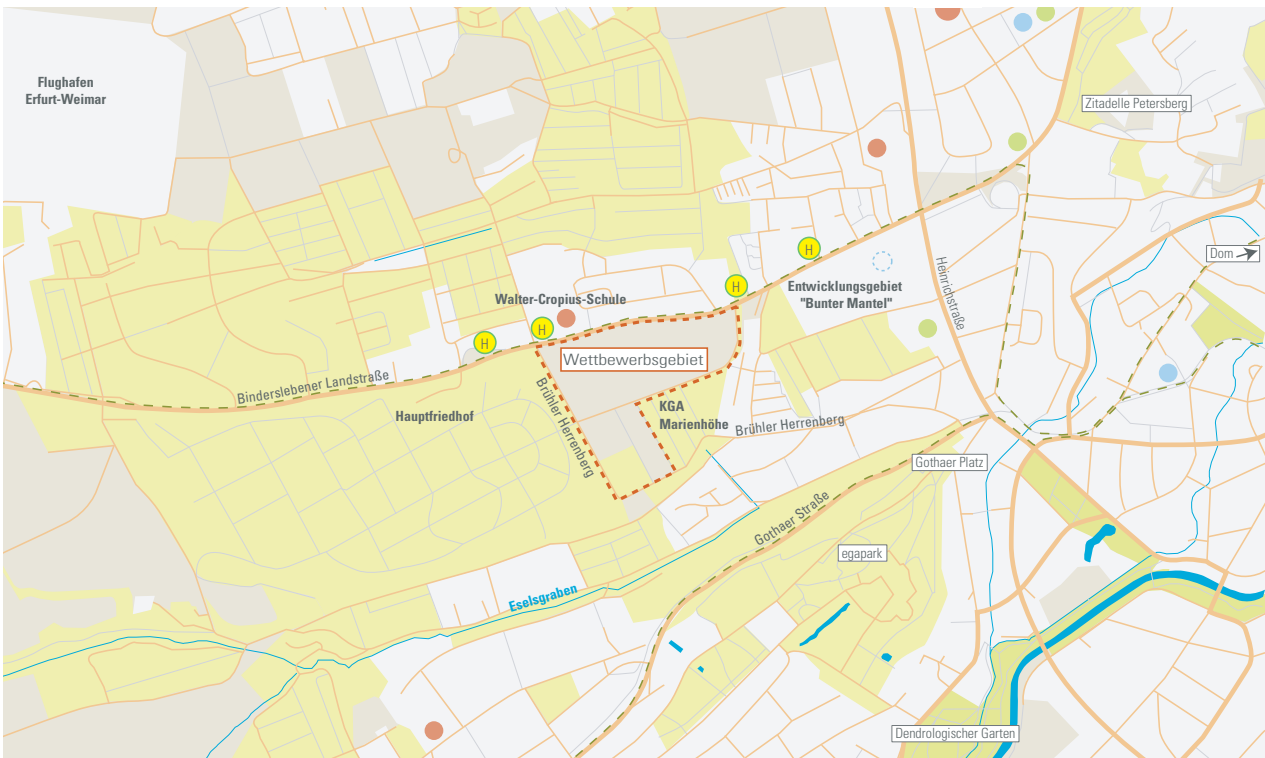 Flughafen
Erfurt-Weimar
Zitadelle Petersberg
Dom
H
H
Entwicklungsgebiet
"Bunter Mantel"
Heinrichstraße
Walter-Cropius-Schule
H
H
Wettbewerbsgebiet
Binderslebener Landstraße
Hauptfriedhof
Brühler Herrenberg
KGA
Marienhöhe
Brühler Herrenberg
Gothaer Platz
Gothaer Straße
egapark
Eselsgraben
Dendrologischer Garten